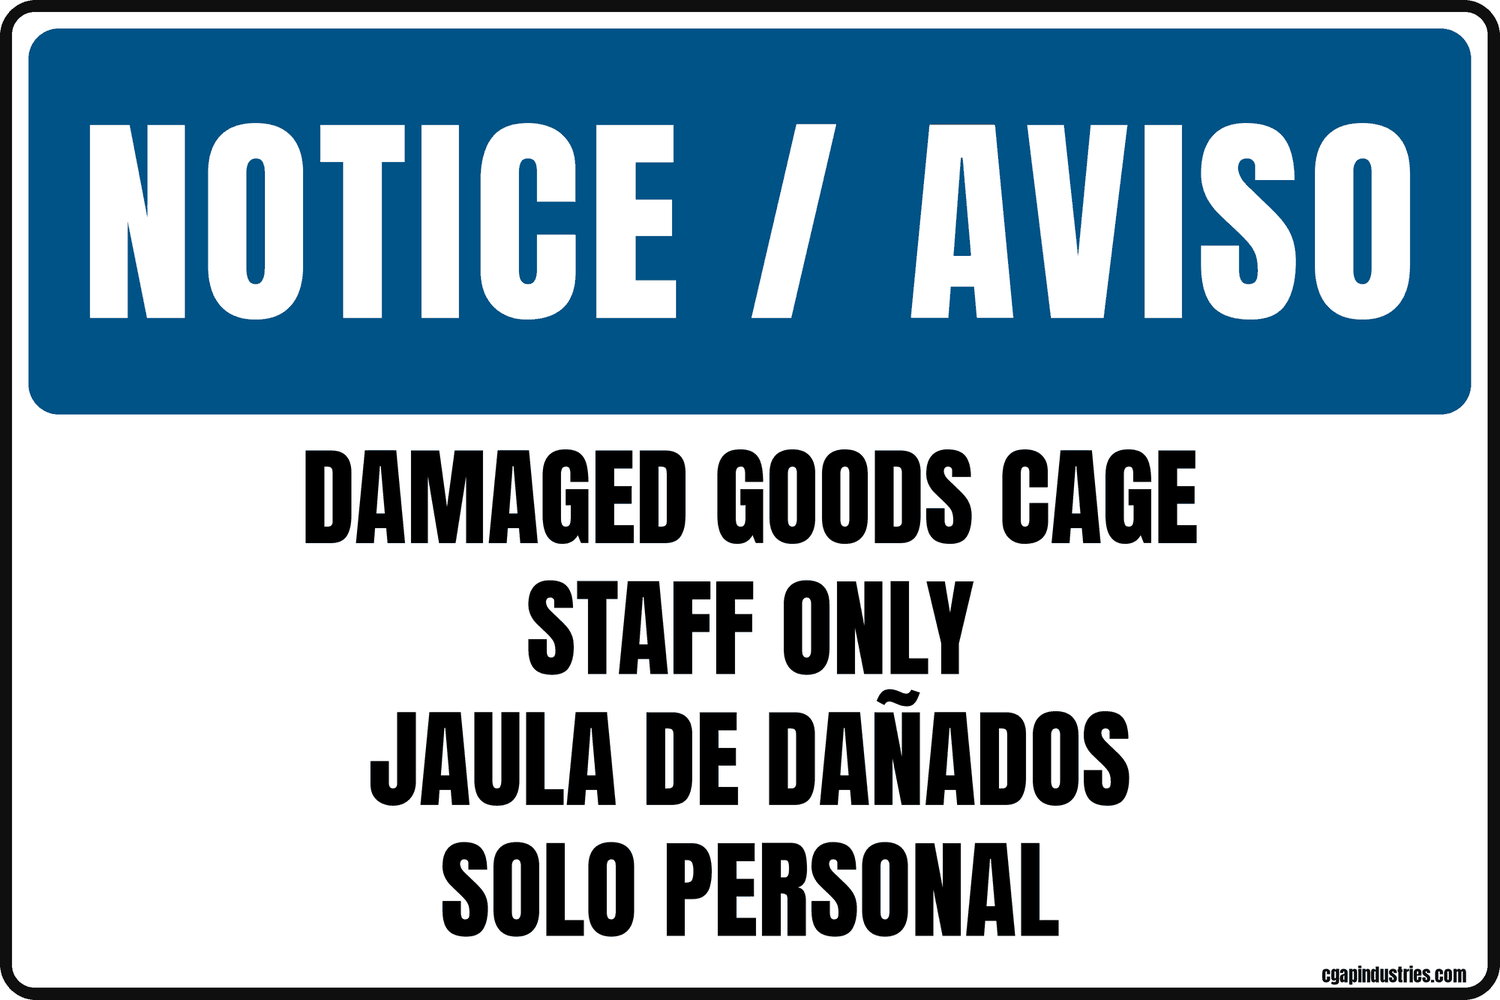 NOTICE / AVISO
DAMAGED GOODS CAGE
STAFF ONLY
JAULA DE DAÑADOS
SOLO PERSONAL
cgapindustries.com